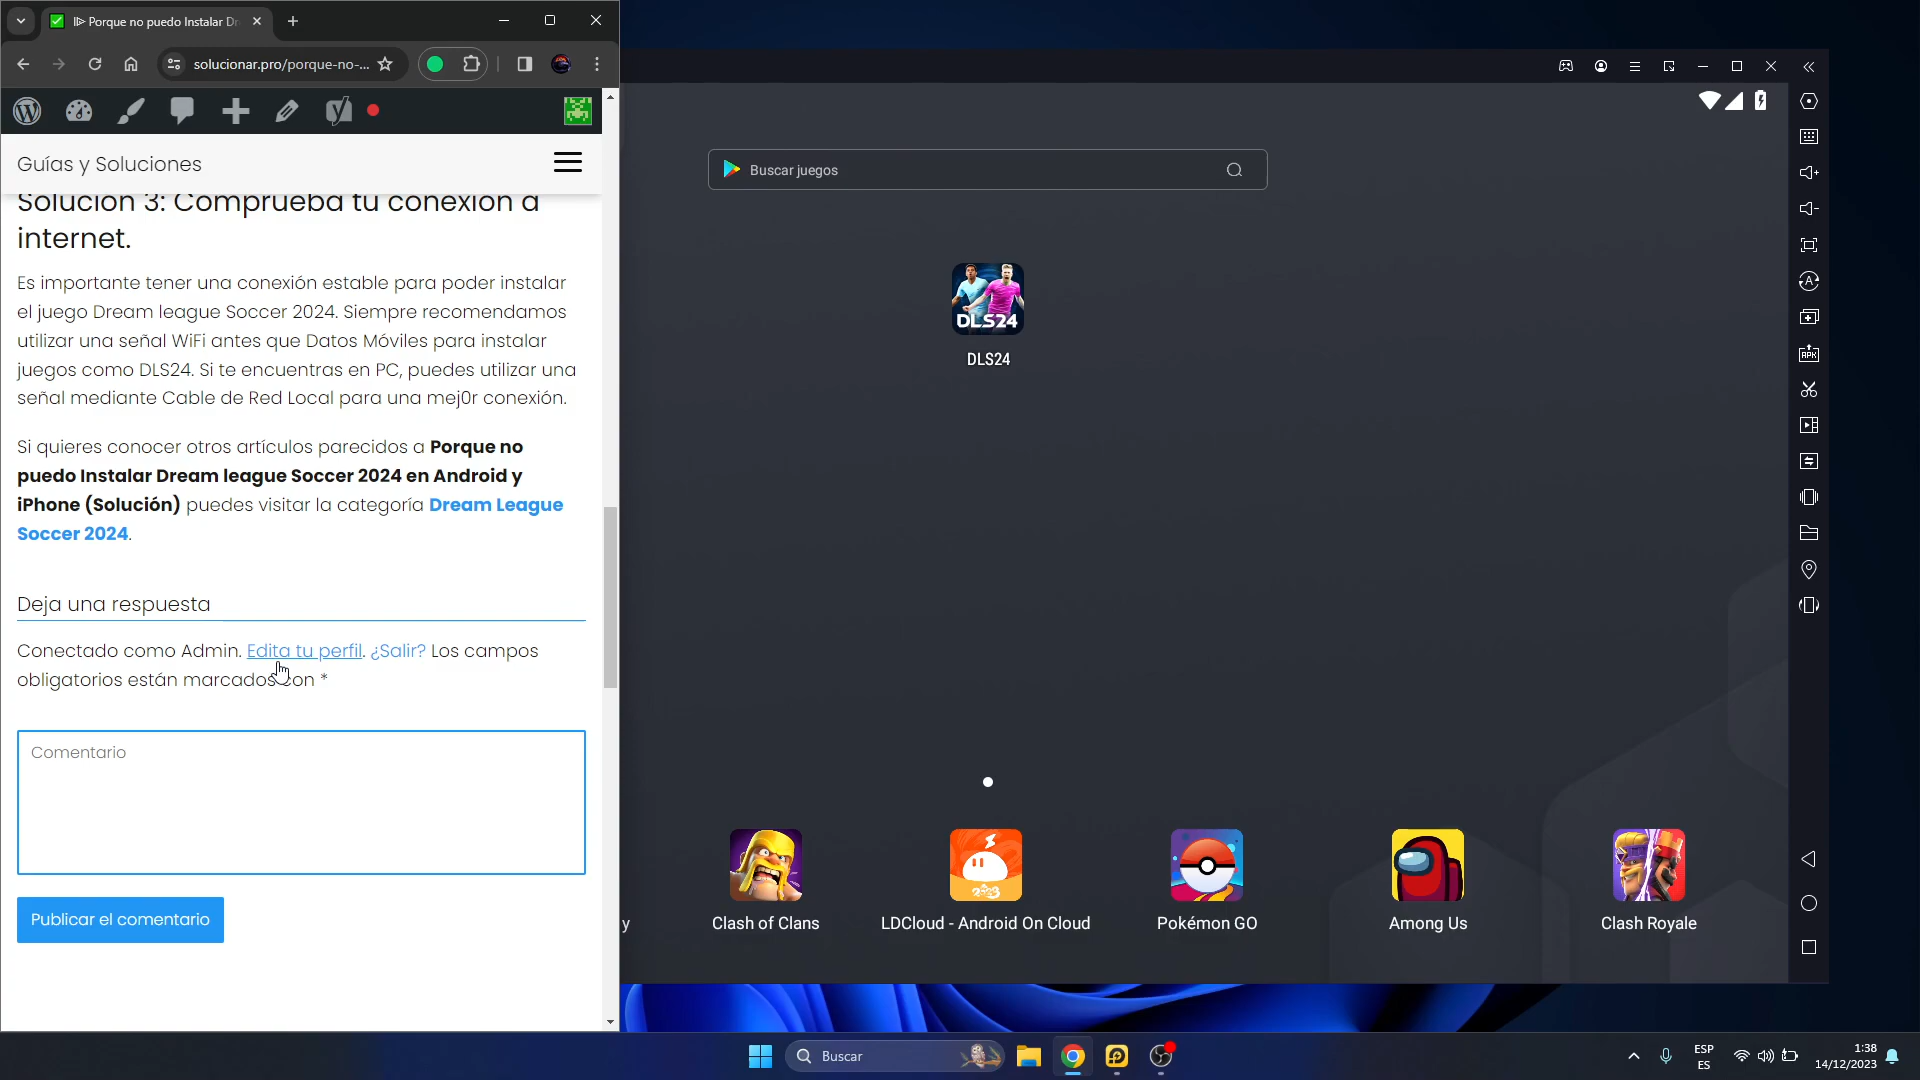 Porque no puedo Instalar Dr
solucionar.pro/porque-no-...
Guías y Soluciones
Solución 3: Comprueba tu conexión a
internet.
Es importante tener una conexión estable para poder instalar
el juego Dream league Soccer 2024. Siempre recomendamos
utilizar una señal WiFi antes que Datos Móviles para instalar
juegos como DLS24. Si te encuentras en PC, puedes utilizar una
señal mediante Cable de Red Local para una mej0r conexión.
Si quieres conocer otros artículos parecidos a Porque no
puedo Instalar Dream league Soccer 2024 en Android y
iPhone (Solución) puedes visitar la categoría Dream League
Soccer 2024.
Deja una respuesta
Conectado como Admin. Edita tu perfil. ¿Salir? Los campos
obligatorios están marcados con *
Comentario
Publicar el comentario
Buscar juegos
DLS24
DLS24
y
Clash of Clans
2023
LDCloud - Android On Cloud
Pokémon GO
Among Us
Clash Royale
APK
Buscar
ESP
ES
1:38
14/12/2023